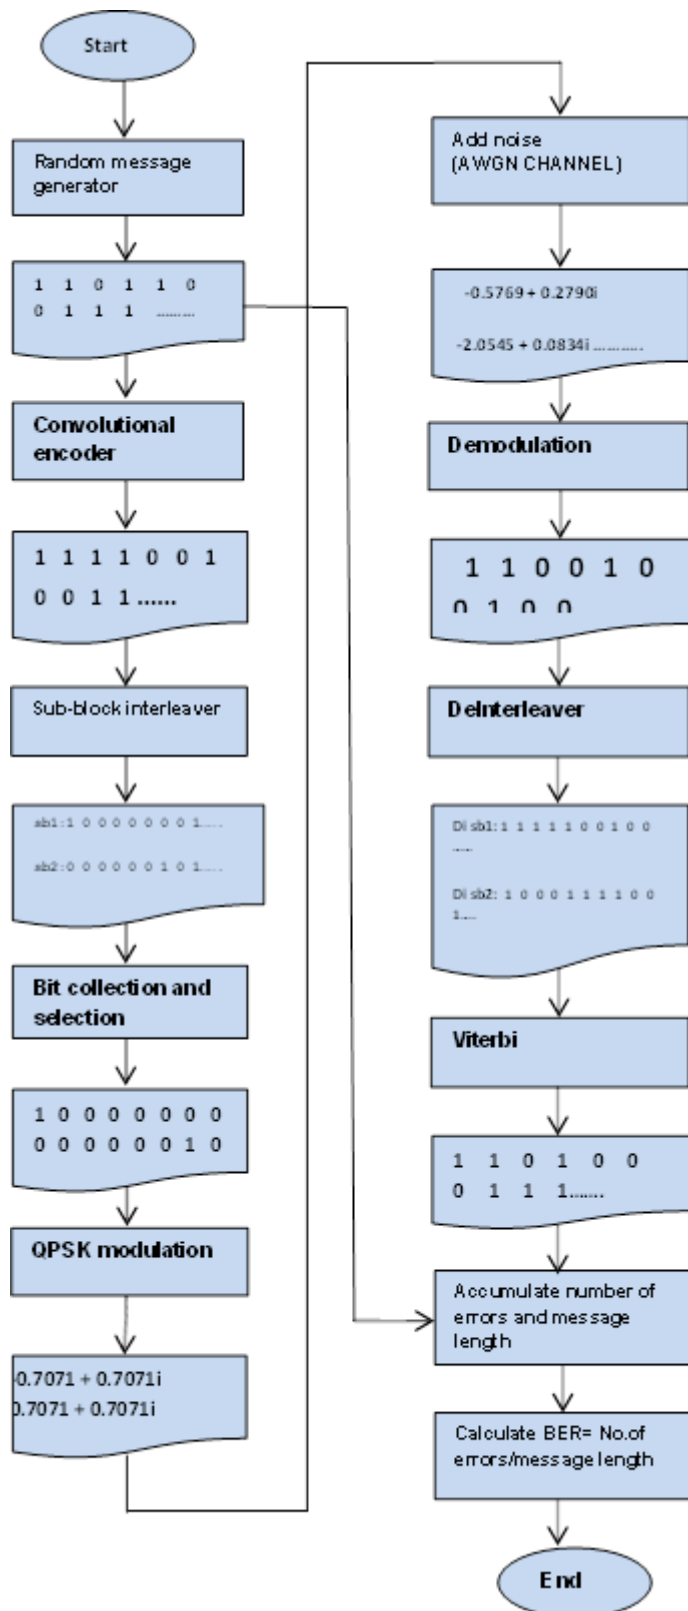 Start
Random message
generator
1 1 0 1 1 0
0 1 1 1 .........
Convolutional
encoder
1 1 1 1 0 0 1
0 0 1 1 ......
Sub-block interleaver
sb1:1 0 0 0 0 0 0 0 1.....
sb2:0 0 0 0 0 0 1 0 1.....
Bit collection and
selection
1 0 0 0 0 0 0 0
0 0 0 0 0 0 1 0
QPSK modulation
-0.7071 + 0.7071i
0.7071 + 0.7071i
Add noise
(AWGN CHANNEL)
-0.5769 + 0.2790i
-2.0545 + 0.0834i ............
Demodulation
1 1 0 0 1 0
0 1 0 0
DeInterleaver
DI sb1: 1 1 1 1 1 0 0 1 0 0
......
DI sb2: 1 0 0 0 1 1 1 1 0 0
1.....
Viterbi
1 1 0 1 0 0
0 1 1 1.......
Accumulate number of
errors and message
length
Calculate BER= No.of
errors/message length
End